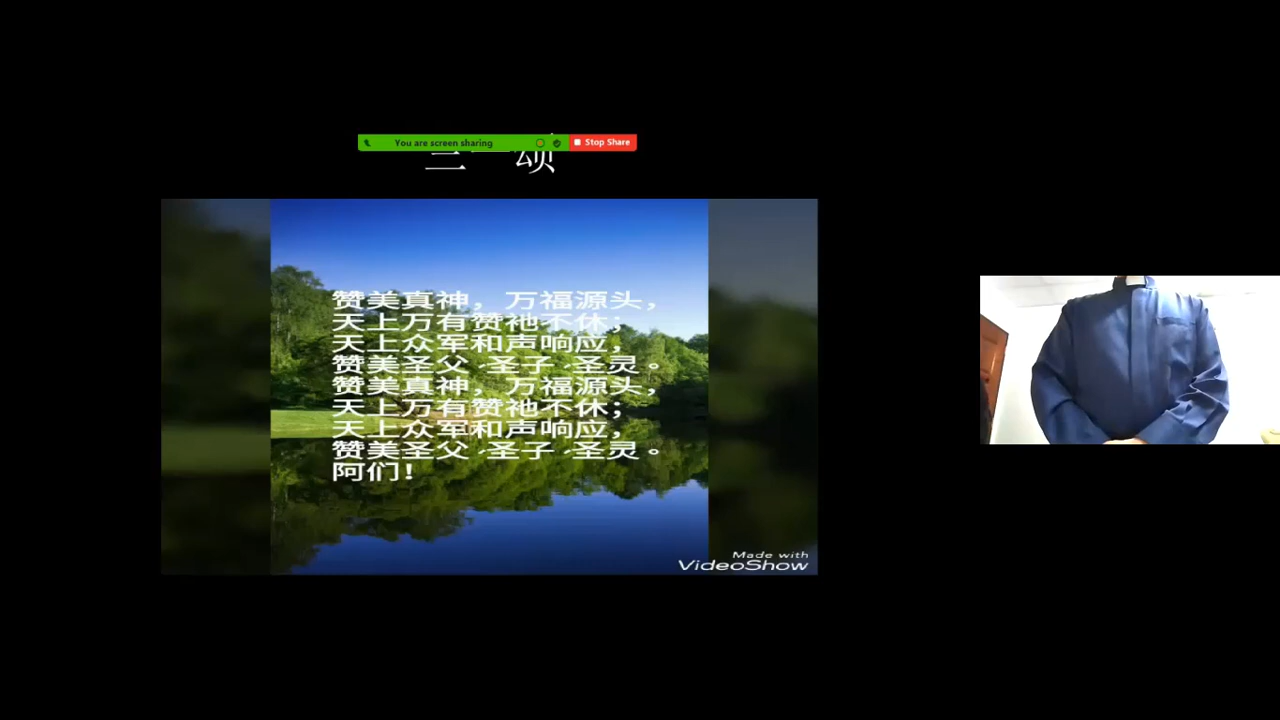 You are screen sharing
Stop Share
三一颂
赞美真神，万福源头，
天上万有赞祂不休；
天上众军和声响应，
赞美圣父、圣子、圣灵。
赞美真神，万福源头，
天上万有赞祂不休；
天上众军和声响应，
赞美圣父、圣子、圣灵。
阿们！
Made with
VideoShow